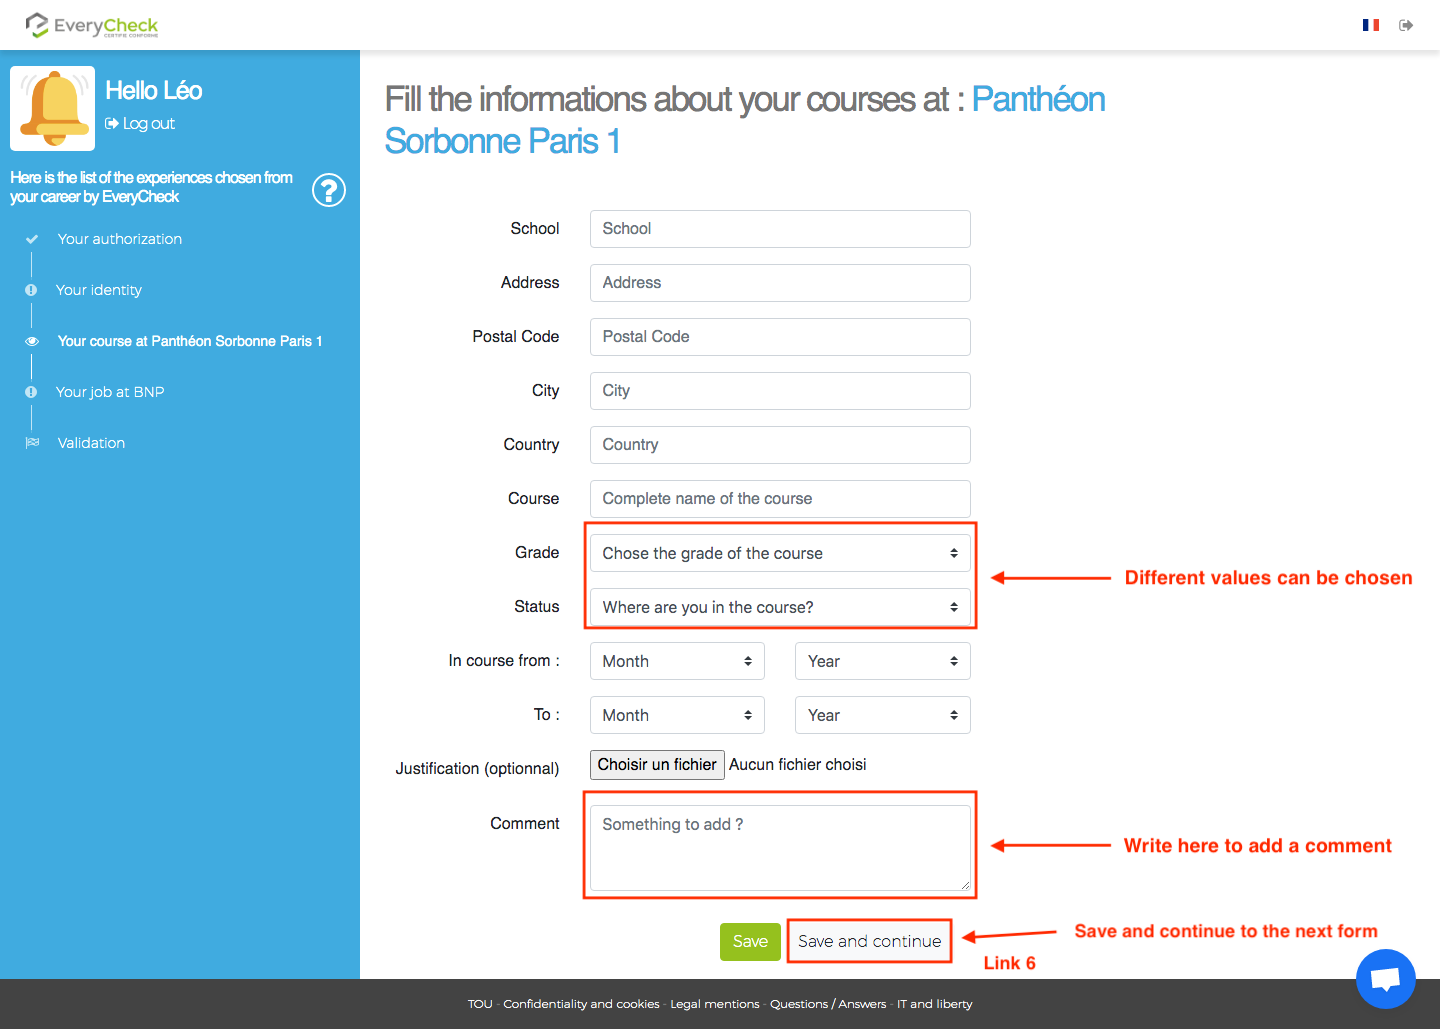 EveryCheck
CERTIFIÉ CONFORME
Hello Léo
Log out
Here is the list of the experiences chosen from
your career by EveryCheck
?
Your authorization
Your identity
Your course at Panthéon Sorbonne Paris 1
Your job at BNP
Validation
Fill the informations about your courses at : Panthéon
Sorbonne Paris 1
School School
Address Address
Postal Code Postal Code
City City
Country Country
Course Complete name of the course
Grade Chose the grade of the course
Different values can be chosen
Status Where are you in the course?
In course from : Month Year
To : Month Year
Justification (optionnal) Choisir un fichier Aucun fichier choisi
Comment Something to add ?
Write here to add a comment
Save Save and continue
Save and continue to the next form
Link 6
TOU - Confidentiality and cookies - Legal mentions - Questions / Answers - IT and liberty